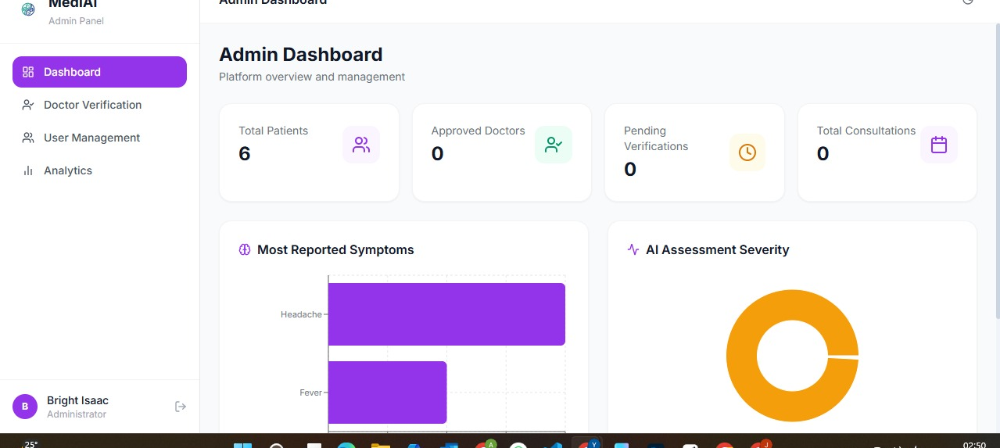 MediAI
Admin Panel
Admin Dashboard
Dashboard
Doctor Verification
User Management
Analytics
Bright Isaac
Administrator
B
Admin Dashboard
Platform overview and management
Total Patients
6
Approved Doctors
0
Pending
Verifications
0
Total Consultations
0
Most Reported Symptoms
Headache
Fever
AI Assessment Severity
25°
A
Y
J
02:50